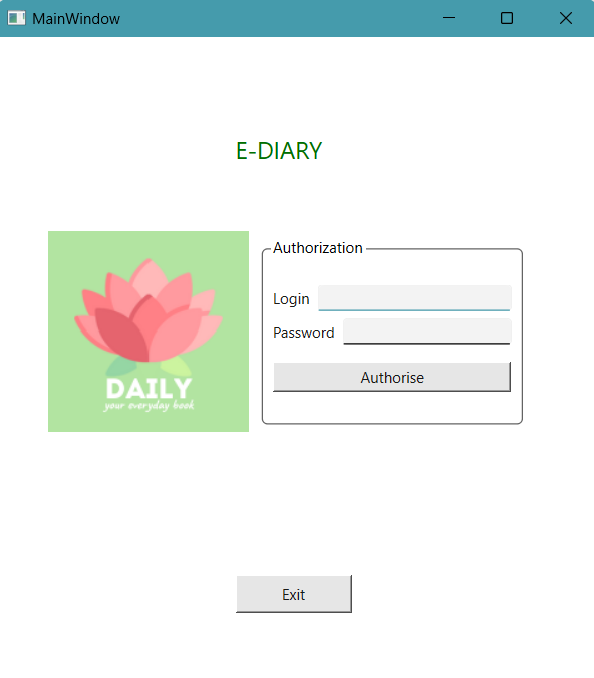 MainWindow
E-DIARY
Authorization
Login
Password
Authorise
DAILY
your everyday book
Exit